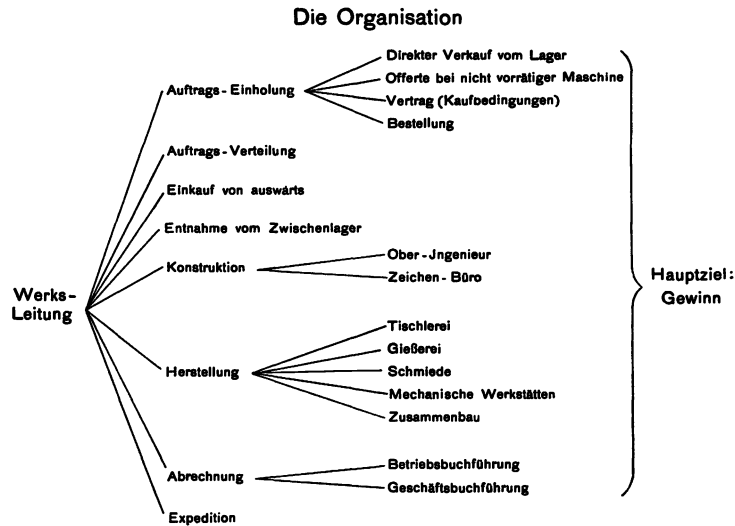 Die Organisation
Direkter Verkauf vom Lager
Offerte bei nicht vorrätiger Maschine
Auftrags-Einholung
Vertrag (Kaufbedingungen)
Bestellung
Auftrags-Verteilung
Einkauf von auswärts
Entnahme vom Zwischenlager
Ober-Jngenieur
Konstruktion
Zeichen-Büro
Werks-
Leitung
Hauptziel:
Gewinn
Tischlerei
Gießerei
Herstellung
Schmiede
Mechanische Werkstätten
Zusammenbau
Betriebsbuchführung
Abrechnung
Geschäftsbuchführung
Expedition